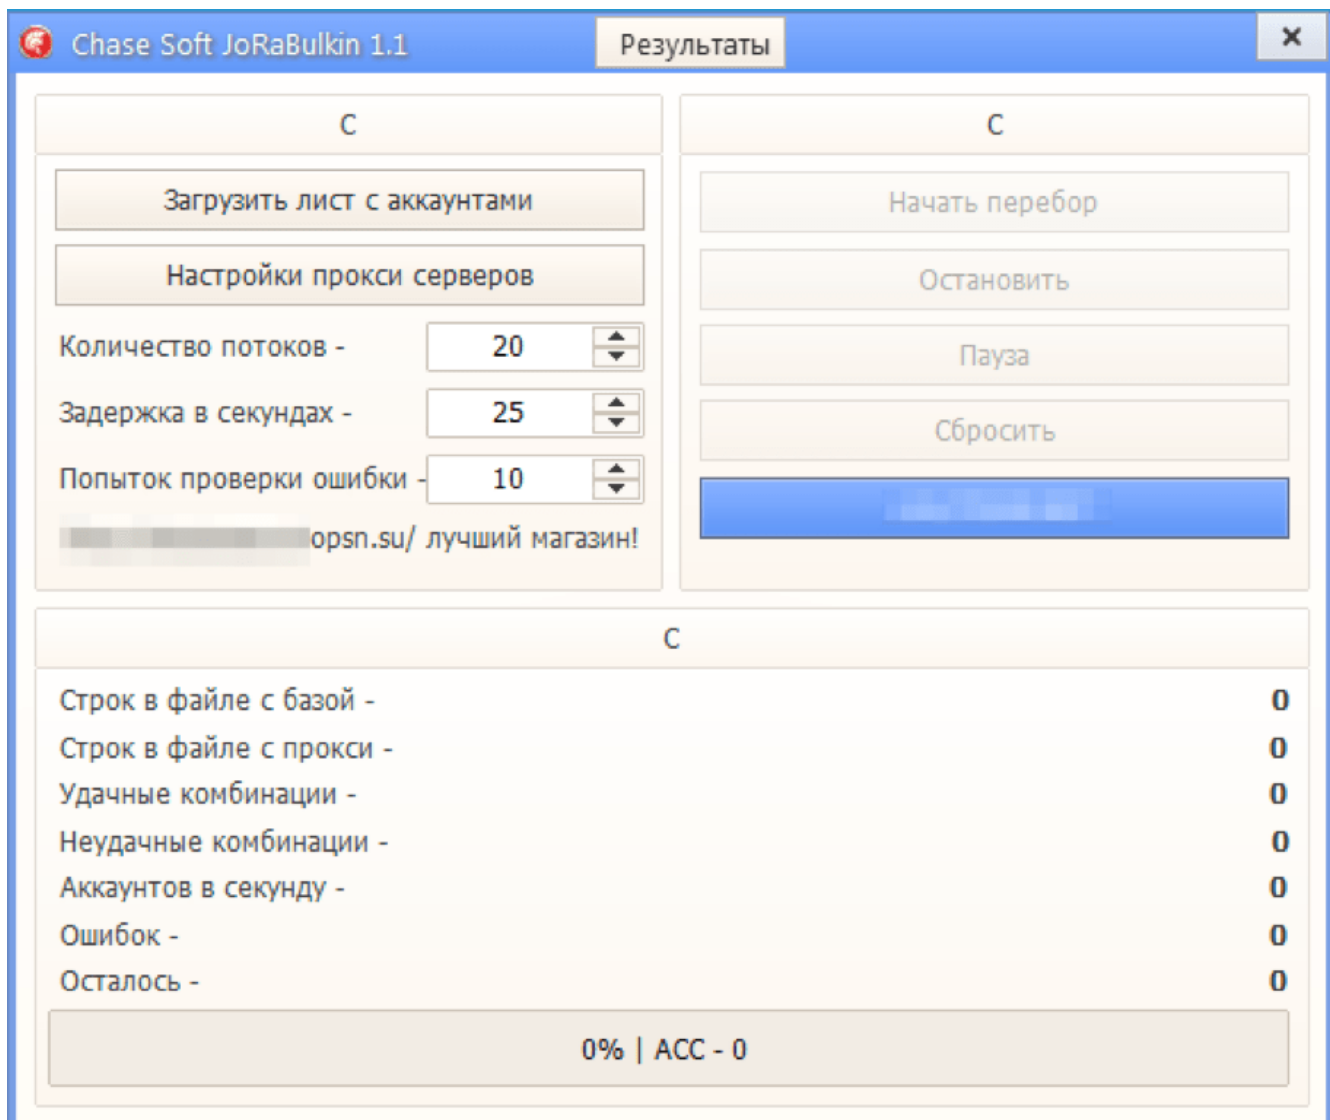 Chase Soft JoRaBulkin 1.1
Результаты
С
Загрузить лист с аккаунтами
Настройки прокси серверов
Количество потоков - 20
Задержка в секундах - 25
Попыток проверки ошибки - 10
opsn.su/ лучший магазин!
С
Начать перебор
Остановить
Пауза
Сбросить
С
Строк в файле с базой - 0
Строк в файле с прокси - 0
Удачные комбинации - 0
Неудачные комбинации - 0
Аккаунтов в секунду - 0
Ошибок - 0
Осталось - 0
0% | ACC - 0